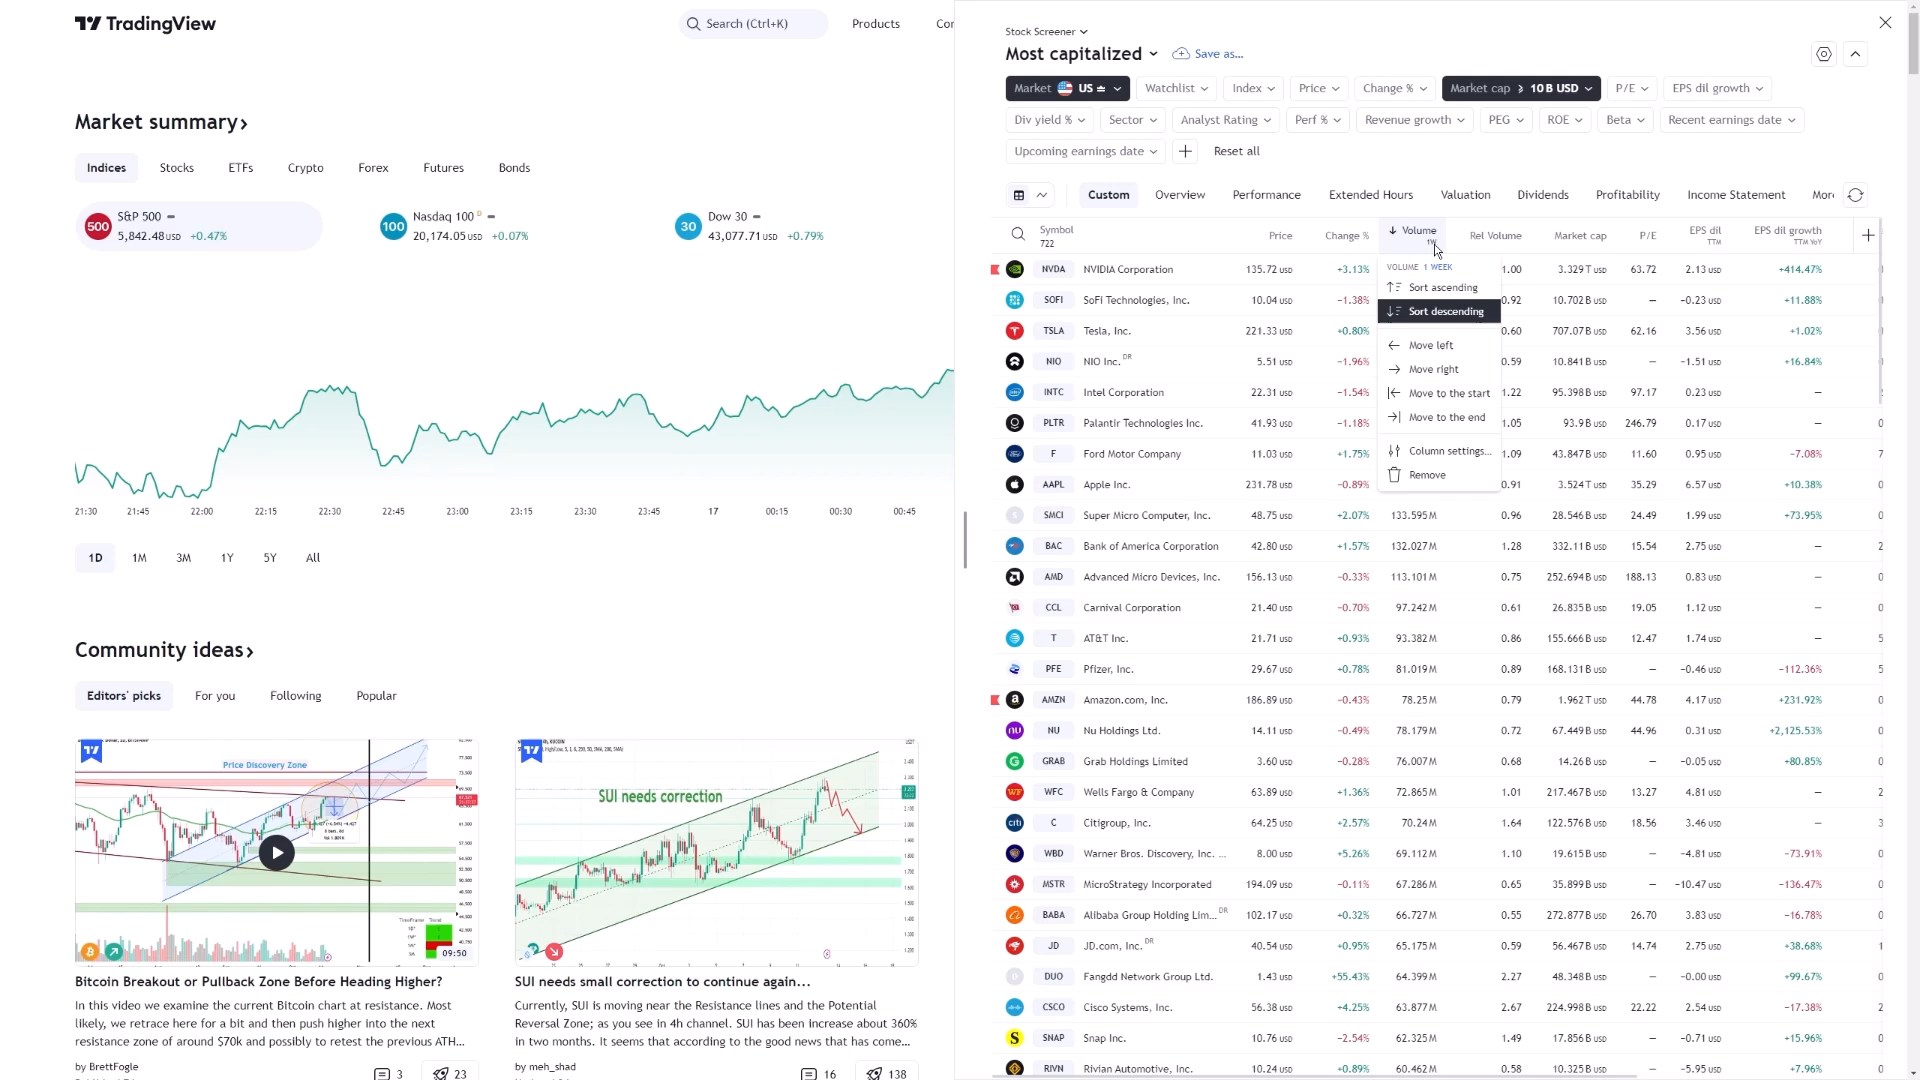 TradingView
Search (Ctrl+K)
Products
Market summary
Indices
Stocks
ETFs
Crypto
Forex
Futures
Bonds
500
S&P 500
5,842.48 USD +0.47%
100
Nasdaq 100 D
20,174.05 USD +0.07%
30
Dow 30
43,077.71 USD +0.79%
21:30 21:45 22:00 22:15 22:30 22:45 23:00 23:15 23:30 23:45 17 00:15 00:30 00:45
1D 1M 3M 1Y 5Y All
Community ideas
Editors' picks
For you
Following
Popular
Price Discovery Zone
09:50
Bitcoin Breakout or Pullback Zone Before Heading Higher?
In this video we examine the current Bitcoin chart at resistance. Most
likely, we retrace here for a bit and then push higher into the next
resistance zone of around $70k and possibly to retest the previous ATH...
by BrettFogle
3
23
SUI needs correction
SUI needs small correction to continue again...
Currently, SUI is moving near the Resistance lines and the Potential
Reversal Zone; as you see in 4h channel. SUI has been increase about 360%
in two months. It seems that according to the good news that has come...
by meh_shad
16
138
Stock Screener
Most capitalized
Save as...
Market US
Watchlist
Index
Price
Change %
Market cap 10 B USD
P/E
EPS dil growth
Div yield %
Sector
Analyst Rating
Perf %
Revenue growth
PEG
ROE
Beta
Recent earnings date
Upcoming earnings date
Reset all
Custom
Overview
Performance
Extended Hours
Valuation
Dividends
Profitability
Income Statement
Symbol
722
Price
Change %
Volume
1W
Rel Volume
Market cap
P/E
EPS dil
TTM
EPS dil growth
TTM YoY
VOLUME 1 WEEK
Sort ascending
Sort descending
Move left
Move right
Move to the start
Move to the end
Column settings...
Remove
NVDA NVIDIA Corporation 135.72 USD +3.13% 1.00 3.329 T USD 63.72 2.13 USD +414.47%
SOFI SoFi Technologies, Inc. 10.04 USD −1.38% 0.92 10.702 B USD — −0.23 USD +11.88%
TSLA Tesla, Inc. 221.33 USD +0.80% 0.60 707.07 B USD 62.16 3.56 USD +1.02%
NIO NIO Inc. DR 5.51 USD −1.96% 0.59 10.841 B USD — −1.51 USD +16.84%
INTC Intel Corporation 22.31 USD −1.54% 1.22 95.398 B USD 97.17 0.23 USD —
PLTR Palantir Technologies Inc. 41.93 USD −1.18% 1.05 93.9 B USD 246.79 0.17 USD — 0
F Ford Motor Company 11.03 USD +1.75% 1.09 43.847 B USD 11.60 0.95 USD −7.08% 7
AAPL Apple Inc. 231.78 USD −0.89% 0.91 3.524 T USD 35.29 6.57 USD +10.38% 0
SMCI Super Micro Computer, Inc. 48.75 USD +2.07% 133.595 M 0.96 28.546 B USD 24.49 1.99 USD +73.95% 0
BAC Bank of America Corporation 42.80 USD +1.57% 132.027 M 1.28 332.11 B USD 15.54 2.75 USD — 2
AMD Advanced Micro Devices, Inc. 156.13 USD −0.33% 113.101 M 0.75 252.694 B USD 188.13 0.83 USD — 0
CCL Carnival Corporation 21.40 USD −0.70% 97.242 M 0.61 26.835 B USD 19.05 1.12 USD — 0
T AT&T Inc. 21.71 USD +0.93% 93.382 M 0.86 155.666 B USD 12.47 1.74 USD — 5
PFE Pfizer, Inc. 29.67 USD +0.78% 81.019 M 0.89 168.131 B USD — −0.46 USD −112.36% 5
AMZN Amazon.com, Inc. 186.89 USD −0.43% 78.25 M 0.79 1.962 T USD 44.78 4.17 USD +231.92% 0
NU Nu Holdings Ltd. 14.11 USD −0.49% 78.179 M 0.72 67.449 B USD 44.96 0.31 USD +2,125.53% 0
GRAB Grab Holdings Limited 3.60 USD −0.28% 76.007 M 0.68 14.26 B USD — −0.05 USD +80.85% 0
WFC Wells Fargo & Company 63.89 USD +1.36% 72.865 M 1.01 217.467 B USD 13.27 4.81 USD — 2
C Citigroup, Inc. 64.25 USD +2.57% 70.24 M 1.64 122.576 B USD 18.56 3.46 USD — 3
WBD Warner Bros. Discovery, Inc. ... 8.00 USD +5.26% 69.112 M 1.10 19.615 B USD — −4.81 USD −73.91% 0
MSTR MicroStrategy Incorporated 194.09 USD −0.11% 67.286 M 0.65 35.899 B USD — −10.47 USD −136.47% 0
BABA Alibaba Group Holding Lim... DR 102.17 USD +0.32% 66.727 M 0.55 272.877 B USD 26.70 3.83 USD −16.78% 0
JD JD.com, Inc. DR 40.54 USD +0.95% 65.175 M 0.59 56.467 B USD 14.74 2.75 USD +38.68% 1
DUO Fangdd Network Group Ltd. 1.43 USD +55.43% 64.399 M 2.27 48.348 B USD — −0.00 USD +99.67% 0
CSCO Cisco Systems, Inc. 56.38 USD +4.25% 63.877 M 2.67 224.998 B USD 22.22 2.54 USD −17.38% 2
SNAP Snap Inc. 10.76 USD −2.54% 62.325 M 1.49 17.856 B USD — −0.71 USD +15.96% 0
RIVN Rivian Automotive, Inc. 10.24 USD +0.89% 60.462 M 0.58 10.325 B USD — −5.95 USD +7.96% 0